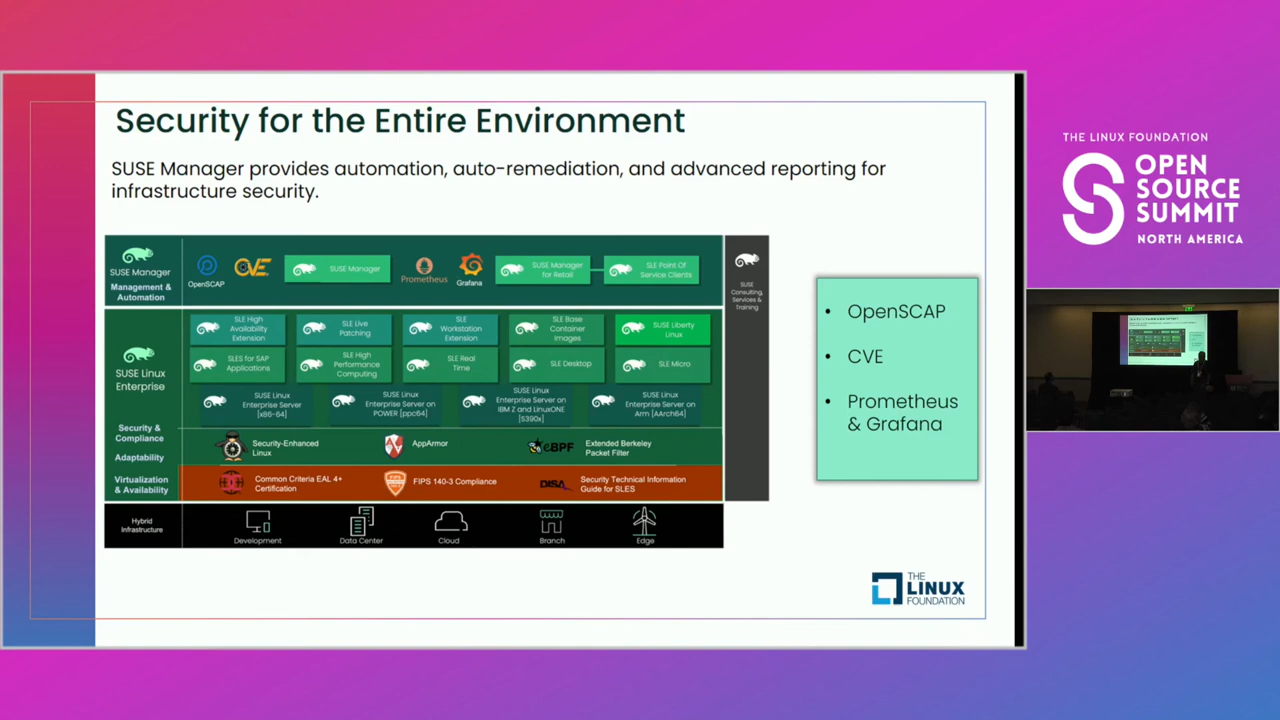 Security for the Entire Environment
SUSE Manager provides automation, auto-remediation, and advanced reporting for
infrastructure security.
SUSE Manager
Management &
Automation
OpenSCAP
CVE
SUSE Manager
Prometheus
Grafana
SUSE Manager
for Retail
SLE Point Of
Service Clients
SUSE
Consulting,
Services &
Training
SUSE Linux
Enterprise
SLE High
Availability
Extension
SLE Live
Patching
SLE
Workstation
Extension
SLE Base
Container
Images
SUSE Liberty
Linux
SLES for SAP
Applications
SLE High
Performance
Computing
SLE Real
Time
SLE Desktop
SLE Micro
SUSE Linux
Enterprise Server
[x86-64]
SUSE Linux
Enterprise Server on
POWER [ppc64]
SUSE Linux
Enterprise Server on
IBM Z and LinuxONE
[S390x]
SUSE Linux
Enterprise Server on
Arm [AArch64]
Security &
Compliance
Adaptability
Virtualization
& Availability
Security-Enhanced
Linux
AppArmor
eBPF
Extended Berkeley
Packet Filter
Common Criteria EAL 4+
Certification
FIPS
FIPS 140-3 Compliance
DISA
Security Technical Information
Guide for SLES
Hybrid
Infrastructure
Development
Data Center
Cloud
Branch
Edge
• OpenSCAP
• CVE
• Prometheus
& Grafana
THE
LINUX
FOUNDATION
THE LINUX FOUNDATION
OPEN
SOURCE
SUMMIT
NORTH AMERICA